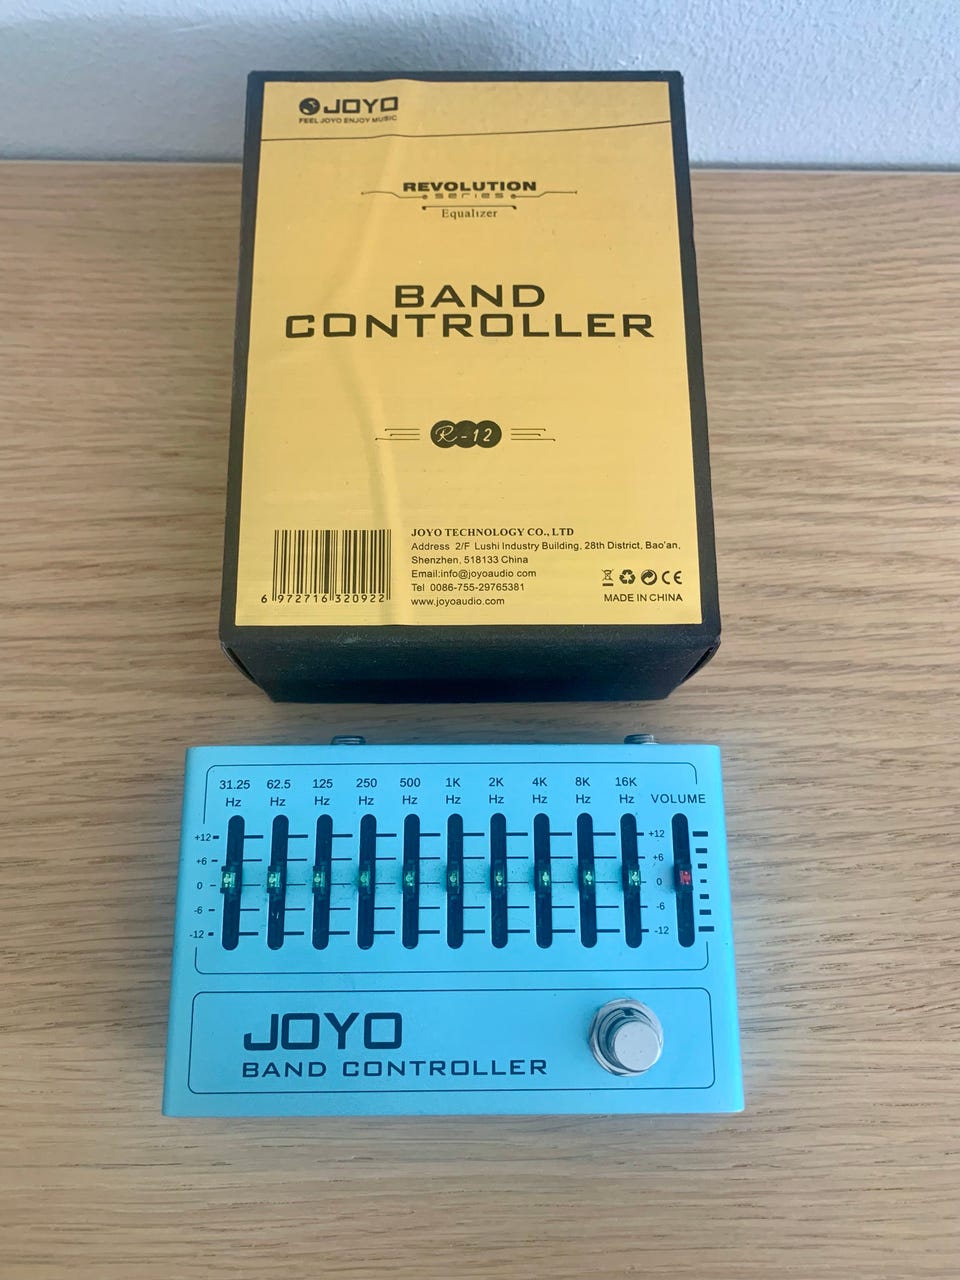 JOYO
FEEL JOYO ENJOY MUSIC
REVOLUTION
series
Equalizer
BAND
CONTROLLER
R-12
JOYO TECHNOLOGY CO., LTD
Address 2/F Lushi Industry Building, 28th District, Bao'an,
Shenzhen, 518133 China
Email:info@joyoaudio.com
Tel 0086-755-29765381
www.joyoaudio.com
6 972716 320922
CE
MADE IN CHINA
31.25 62.5 125 250 500 1K 2K 4K 8K 16K
Hz Hz Hz Hz Hz Hz Hz Hz Hz Hz VOLUME
+12 +12
+6 +6
0 0
-6 -6
-12 -12
JOYO
BAND CONTROLLER